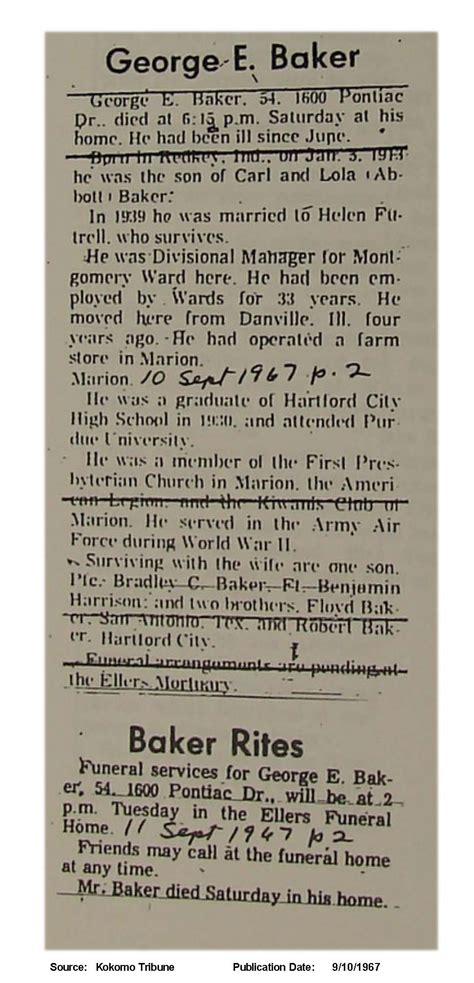 George E. Baker
George E. Baker, 54, 1600 Pontiac
Dr., died at 6:15 p.m. Saturday at his
home. He had been ill since June.
Born in Redkey, Ind., on Jan. 3, 1913
he was the son of Carl and Lola (Ab-
bott) Baker.
In 1939 he was married to Helen Fu-
trell, who survives.
He was Divisional Manager for Mont-
gomery Ward here. He had been em-
ployed by Wards for 33 years. He
moved here from Danville, Ill. four
years ago. He had operated a farm
store in Marion.
Marion. 10 Sept 1967 p. 2
He was a graduate of Hartford City
High School in 1930, and attended Pur-
due University.
He was a member of the First Pres-
byterian Church in Marion, the Ameri-
can Legion, and the Kiwanis Club of
Marion. He served in the Army Air
Force during World War II.
Surviving with the wife are one son,
Pfc. Bradley C. Baker, Ft. Benjamin
Harrison; and two brothers, Floyd Bak-
er, San Antonio, Tex. and Robert Bak-
er, Hartford City.
Funeral arrangements are pending at
the Ellers Mortuary.
Baker Rites
Funeral services for George E. Bak-
er, 54, 1600 Pontiac Dr., will be at 2
p.m. Tuesday in the Ellers Funeral
Home. 11 Sept 1967 p 2
Friends may call at the funeral home
at any time.
Mr. Baker died Saturday in his home.
Source: Kokomo Tribune Publication Date: 9/10/1967